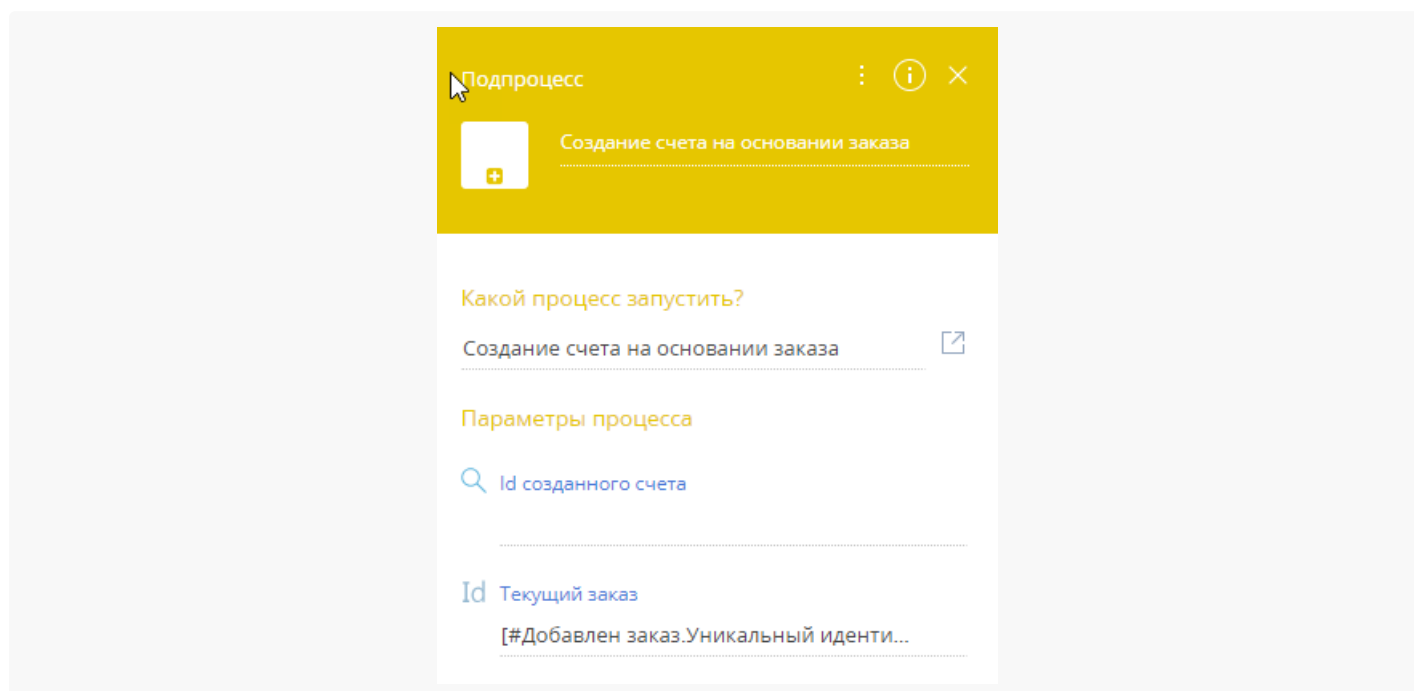 Подпроцесс
Создание счета на основании заказа
Какой процесс запустить?
Создание счета на основании заказа
Параметры процесса
Id созданного счета
Id Текущий заказ
[#Добавлен заказ.Уникальный иденти...